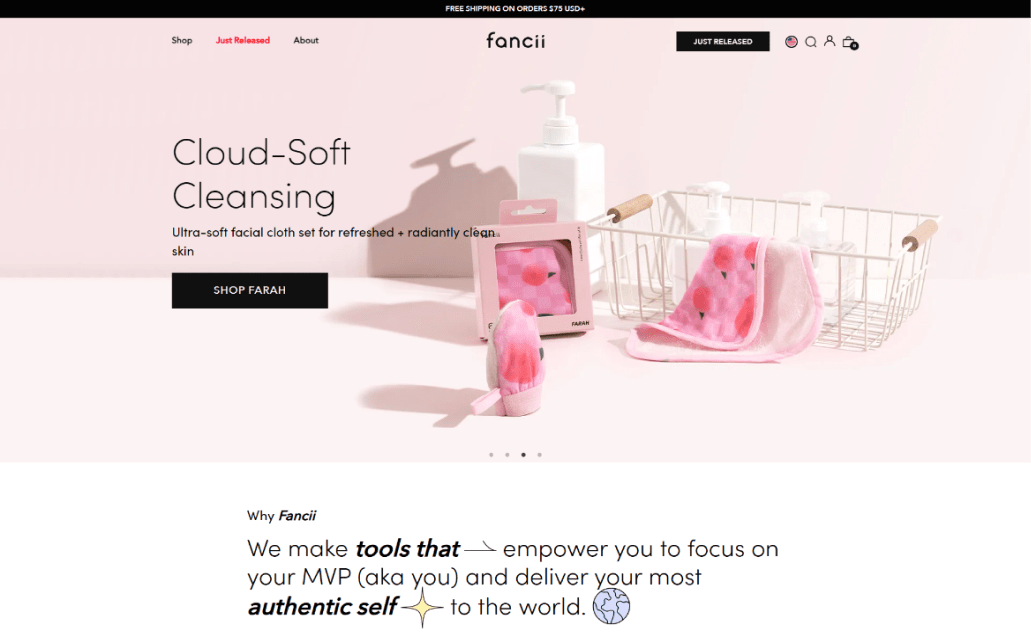 FREE SHIPPING ON ORDERS $75 USD+
Shop Just Released About fancii JUST RELEASED
Cloud-Soft
Cleansing
Ultra-soft facial cloth set for refreshed + radiantly clean
skin
SHOP FARAH
FARAH
Why Fancii
We make tools that empower you to focus on
your MVP (aka you) and deliver your most
authentic self to the world.